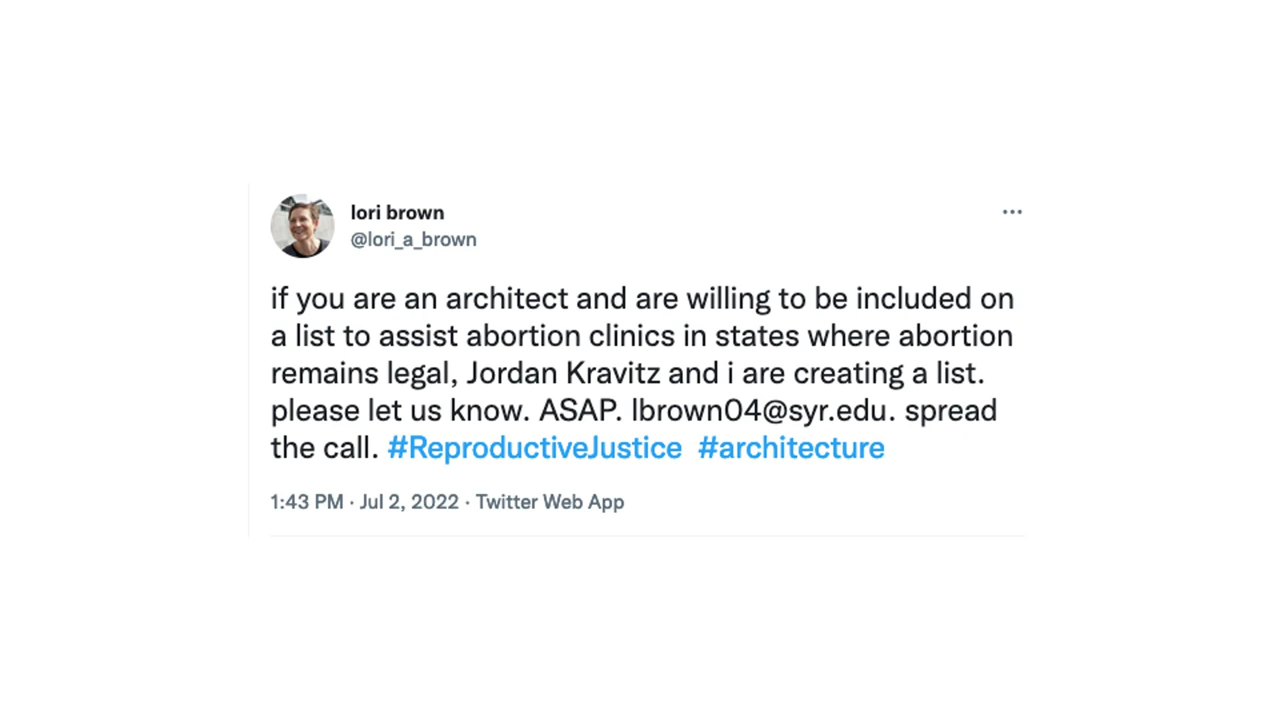 lori brown
@lori_a_brown
if you are an architect and are willing to be included on
a list to assist abortion clinics in states where abortion
remains legal, Jordan Kravitz and i are creating a list.
please let us know. ASAP. lbrown04@syr.edu. spread
the call. #ReproductiveJustice #architecture
1:43 PM · Jul 2, 2022 · Twitter Web App